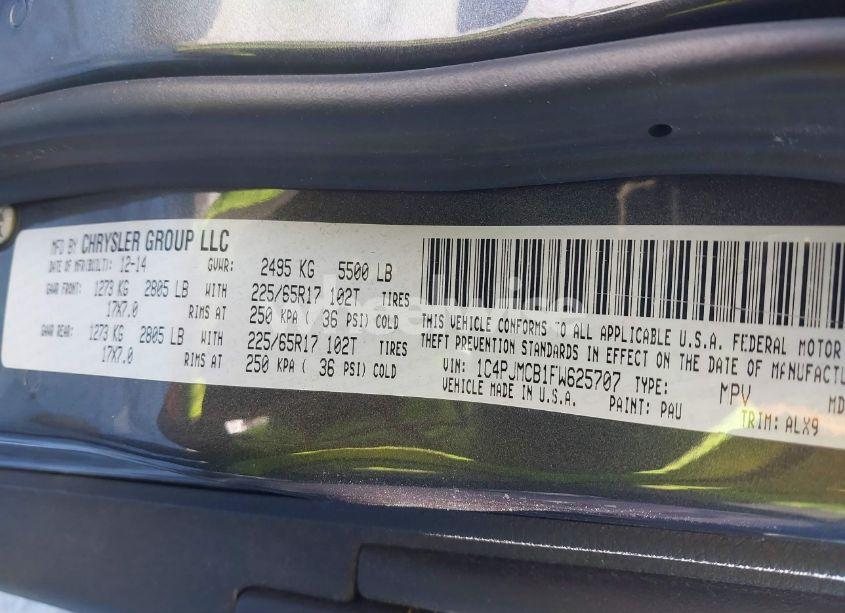 MFD BY CHRYSLER GROUP LLC
DATE OF MFR(BUILT): 12-14 GVWR: 2495 KG 5500 LB
GAWR FRONT: 1273 KG 2805 LB WITH 225/65R17 102T TIRES
17X7.0 RIMS AT 250 KPA ( 36 PSI) COLD
GAWR REAR: 1273 KG 2805 LB WITH 225/65R17 102T TIRES
17X7.0 RIMS AT 250 KPA ( 36 PSI) COLD
THIS VEHICLE CONFORMS TO ALL APPLICABLE U.S.A. FEDERAL MOTOR
THEFT PREVENTION STANDARDS IN EFFECT ON THE DATE OF MANUFACTU
VIN: 1C4PJMCB1FW625707 TYPE: MPV MD
VEHICLE MADE IN U.S.A. PAINT: PAU TRIM: ALX9